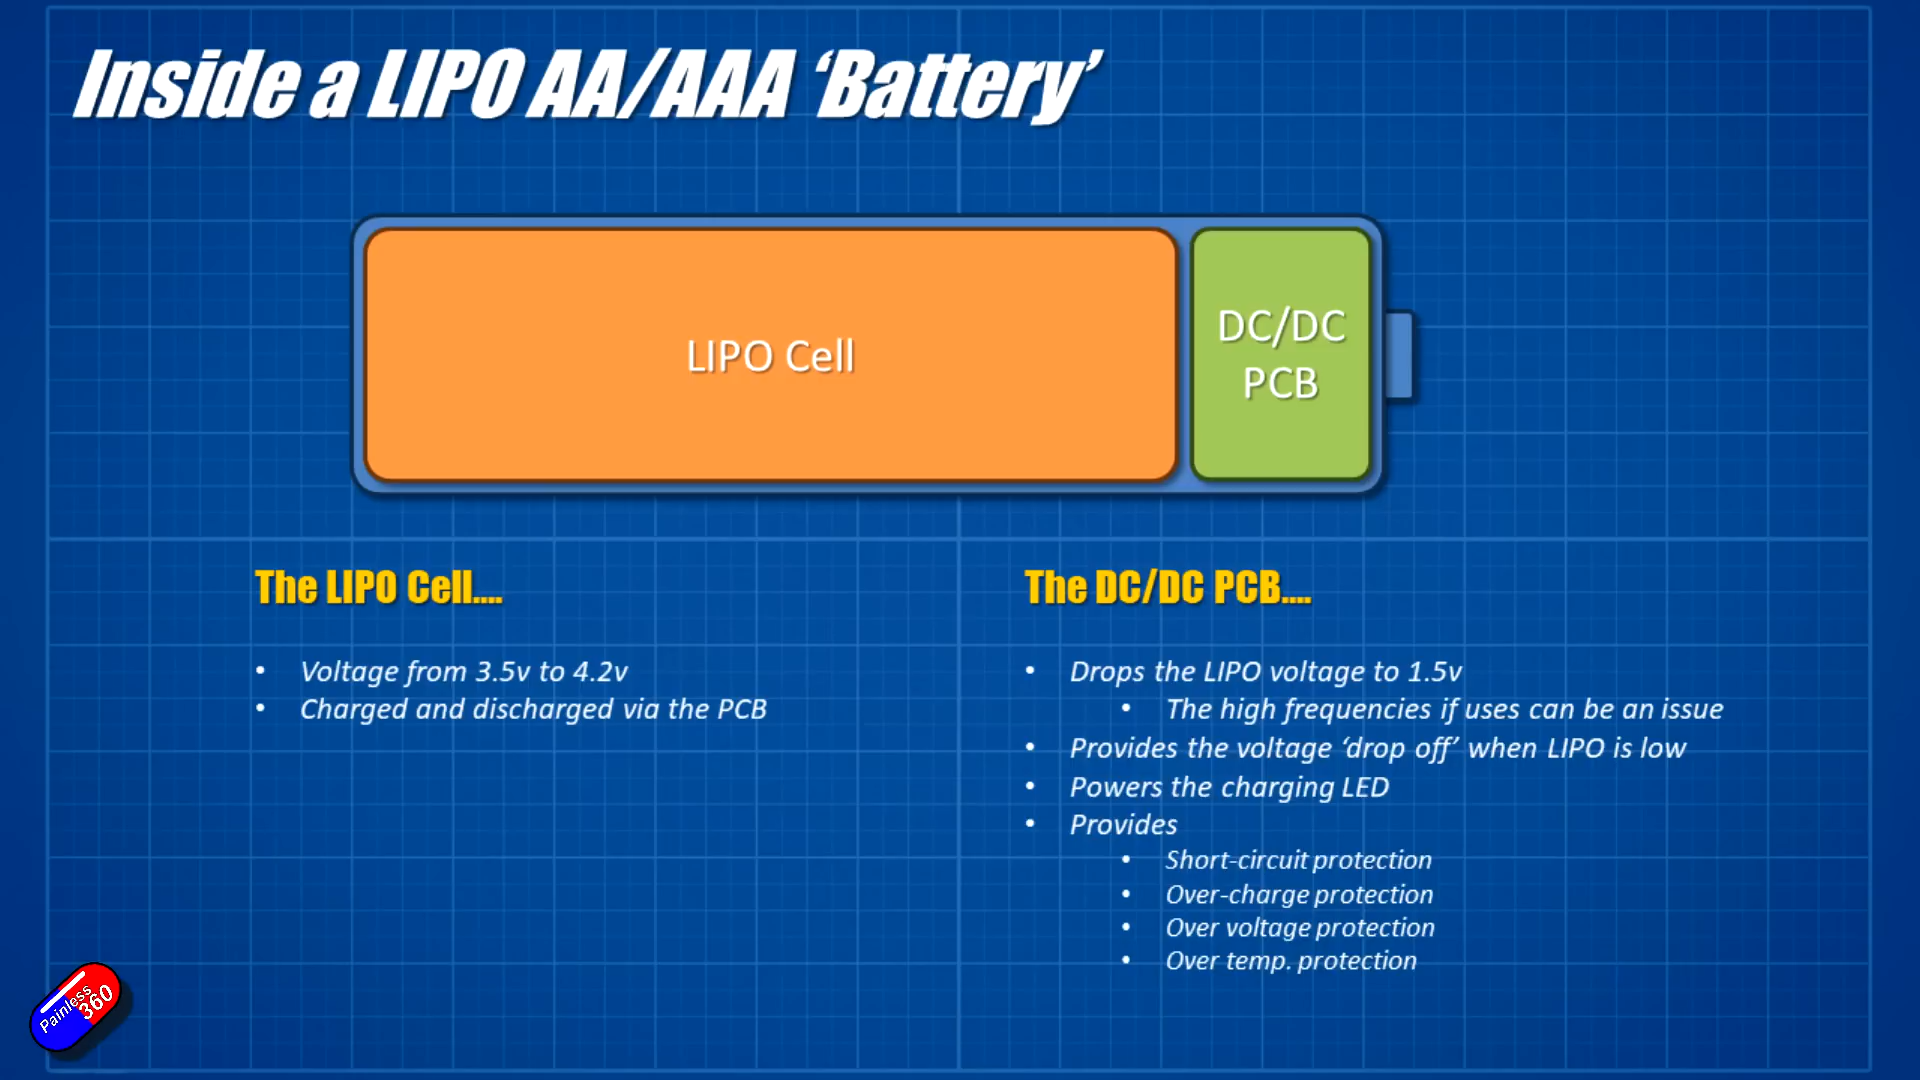 Inside a LIPO AA/AAA ‘Battery’
LIPO Cell
DC/DC
PCB
The LIPO Cell....
• Voltage from 3.5v to 4.2v
• Charged and discharged via the PCB
The DC/DC PCB....
• Drops the LIPO voltage to 1.5v
• The high frequencies if uses can be an issue
• Provides the voltage ‘drop off’ when LIPO is low
• Powers the charging LED
• Provides
• Short-circuit protection
• Over-charge protection
• Over voltage protection
• Over temp. protection
Painless
360